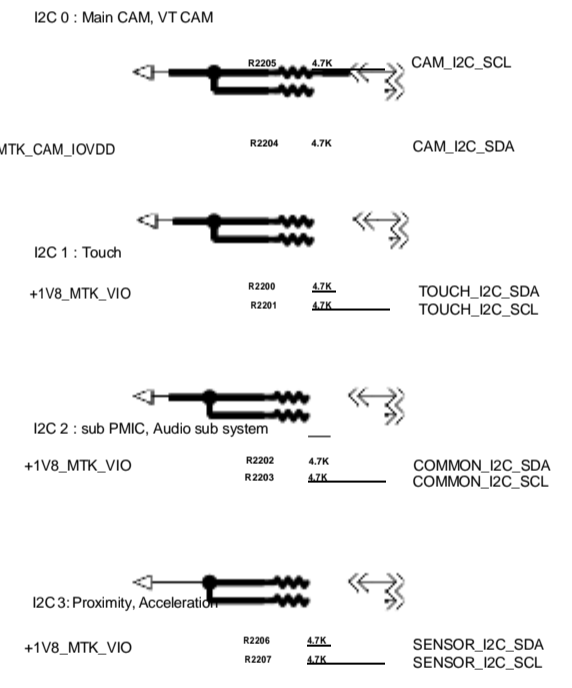 I2C 0 : Main CAM, VT CAM
R2205 4.7K CAM_I2C_SCL
MTK_CAM_IOVDD R2204 4.7K CAM_I2C_SDA
I2C 1 : Touch
+1V8_MTK_VIO R2200 4.7K TOUCH_I2C_SDA
R2201 4.7K TOUCH_I2C_SCL
I2C 2 : sub PMIC, Audio sub system
+1V8_MTK_VIO R2202 4.7K COMMON_I2C_SDA
R2203 4.7K COMMON_I2C_SCL
I2C 3: Proximity, Acceleration
+1V8_MTK_VIO R2206 4.7K SENSOR_I2C_SDA
R2207 4.7K SENSOR_I2C_SCL